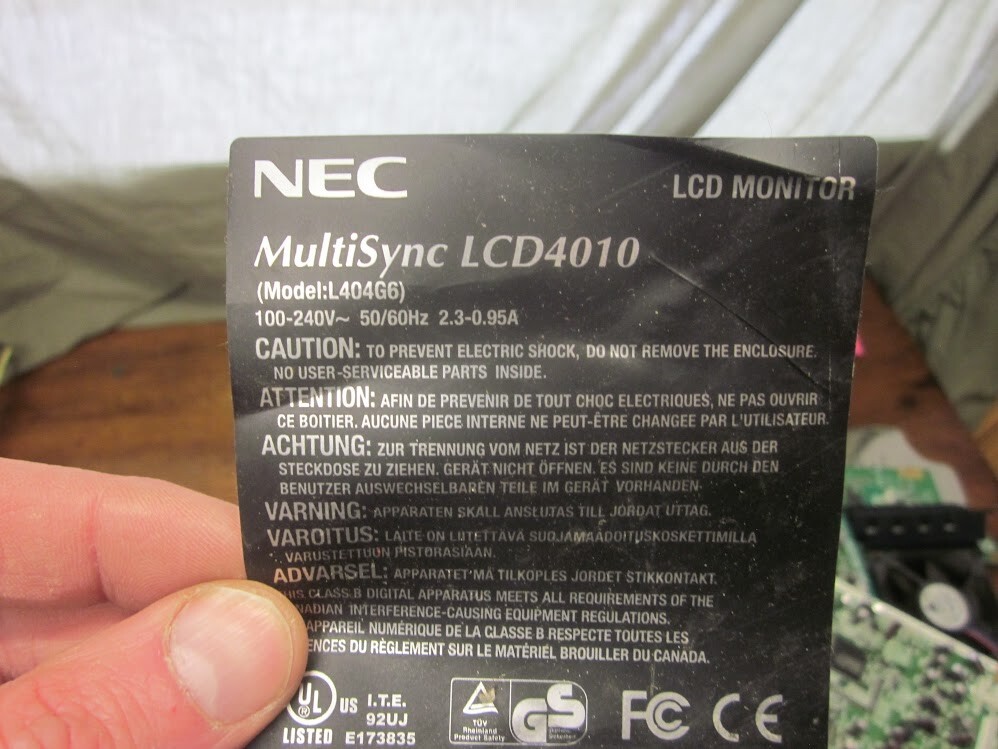 NEC
LCD MONITOR
MultiSync LCD4010
(Model:L404G6)
100-240V~ 50/60Hz 2.3-0.95A
CAUTION: TO PREVENT ELECTRIC SHOCK, DO NOT REMOVE THE ENCLOSURE.
NO USER-SERVICEABLE PARTS INSIDE.
ATTENTION: AFIN DE PREVENIR DE TOUT CHOC ELECTRIQUES, NE PAS OUVRIR
CE BOITIER. AUCUNE PIECE INTERNE NE PEUT-ÊTRE CHANGEE PAR L'UTILISATEUR.
ACHTUNG: ZUR TRENNUNG VOM NETZ IST DER NETZSTECKER AUS DER
STECKDOSE ZU ZIEHEN. GERÄT NICHT ÖFFNEN. ES SIND KEINE DURCH DEN
BENUTZER AUSWECHSELBAREN TEILE IM GERÄT VORHANDEN.
VARNING: APPARATEN SKALL ANSLUTAS TILL JORDAT UTTAG.
VAROITUS: LAITE ON LIITETTÄVÄ SUOJAMAADOITUSKOSKETTIMILLA
VARUSTETTUUN PISTORASIAAN.
ADVARSEL: APPARATET MÅ TILKOPLES JORDET STIKKONTAKT.
HIS CLASS B DIGITAL APPARATUS MEETS ALL REQUIREMENTS OF THE
NADIAN INTERFERENCE-CAUSING EQUIPMENT REGULATIONS.
APPAREIL NUMÉRIQUE DE LA CLASSE B RESPECTE TOUTES LES
ENCES DU RÈGLEMENT SUR LE MATÉRIEL BROUILLER DU CANADA.
UL US I.T.E.
92UJ
LISTED E173835
TÜV
Rheinland
Product Safety
GS
FC CE